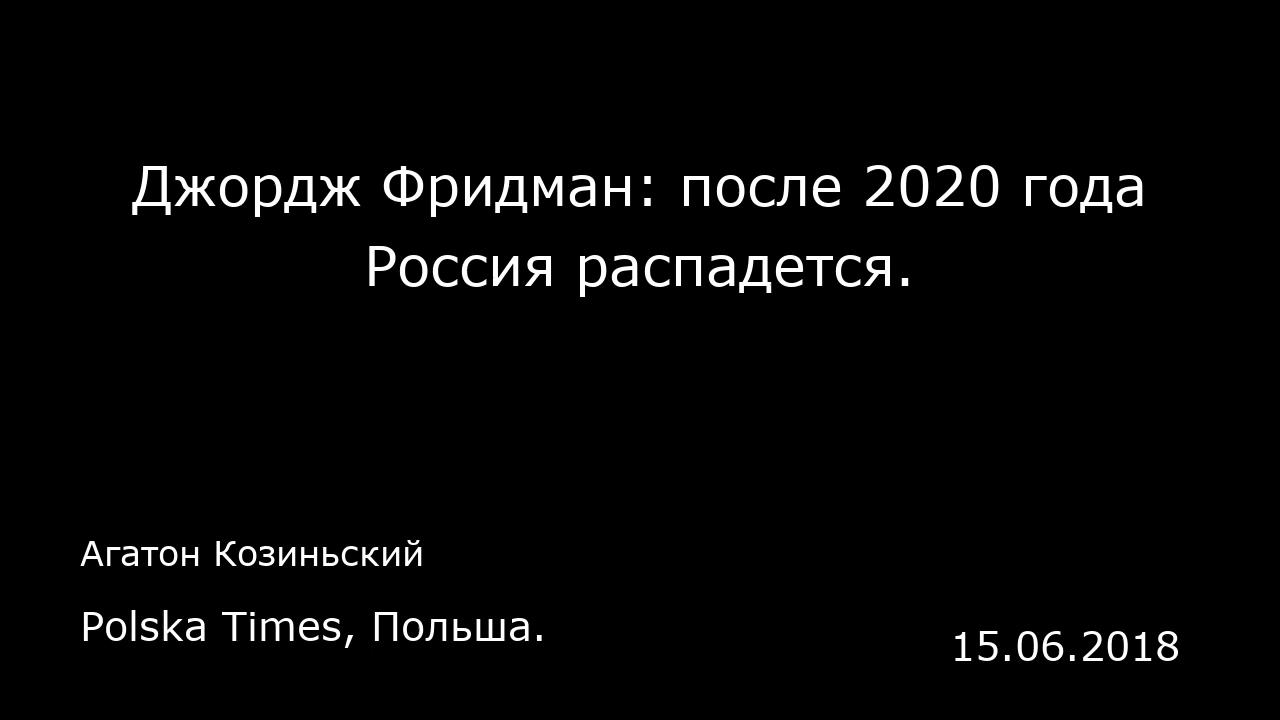 Джордж Фридман: после 2020 года
Россия распадется.
Агатон Козиньский
Polska Times, Польша.
15.06.2018